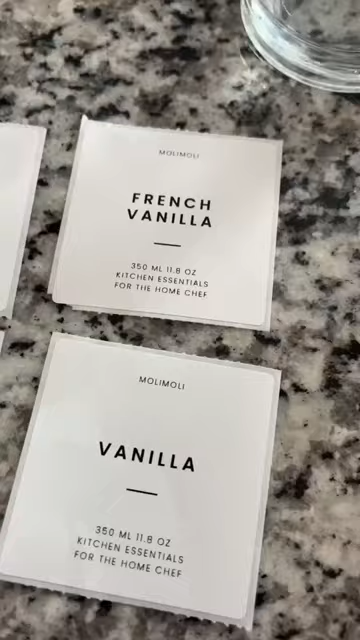 MOLIMOLI
FRENCH
VANILLA
350 ML 11.8 OZ
KITCHEN ESSENTIALS
FOR THE HOME CHEF
MOLIMOLI
VANILLA
350 ML 11.8 OZ
KITCHEN ESSENTIALS
FOR THE HOME CHEF